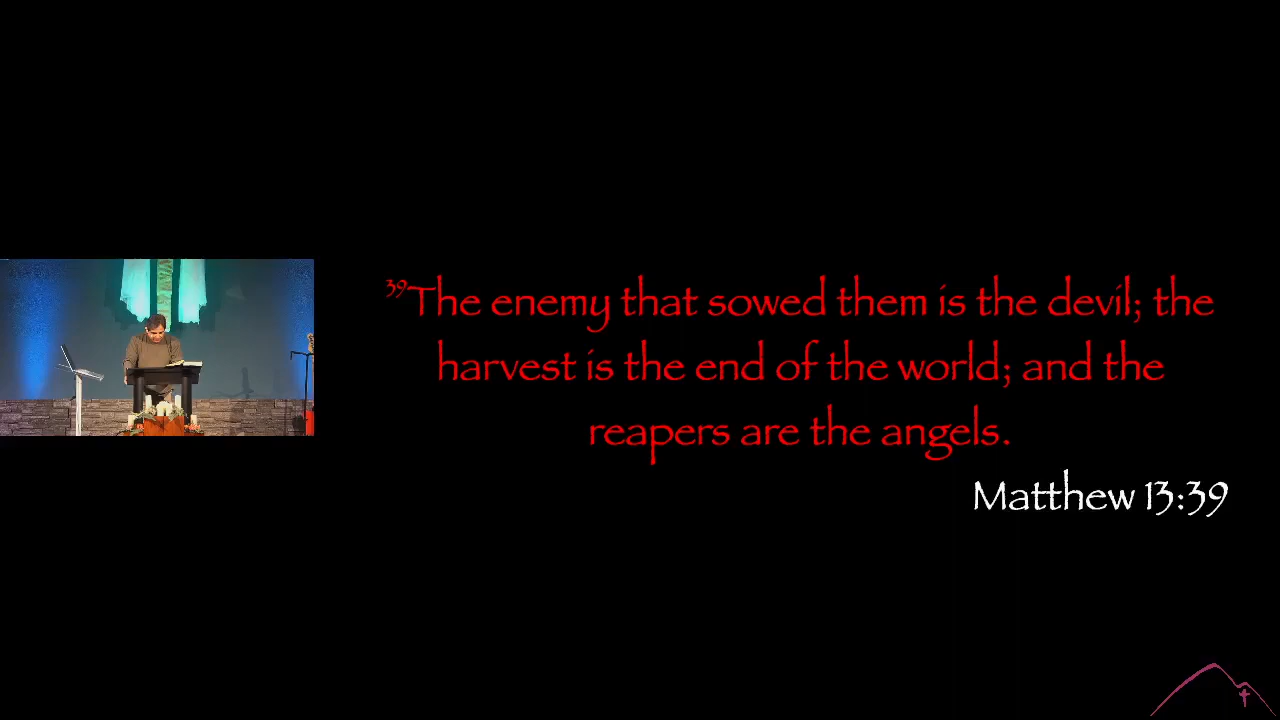 ³⁹The enemy that sowed them is the devil; the
harvest is the end of the world; and the
reapers are the angels.
Matthew 13:39